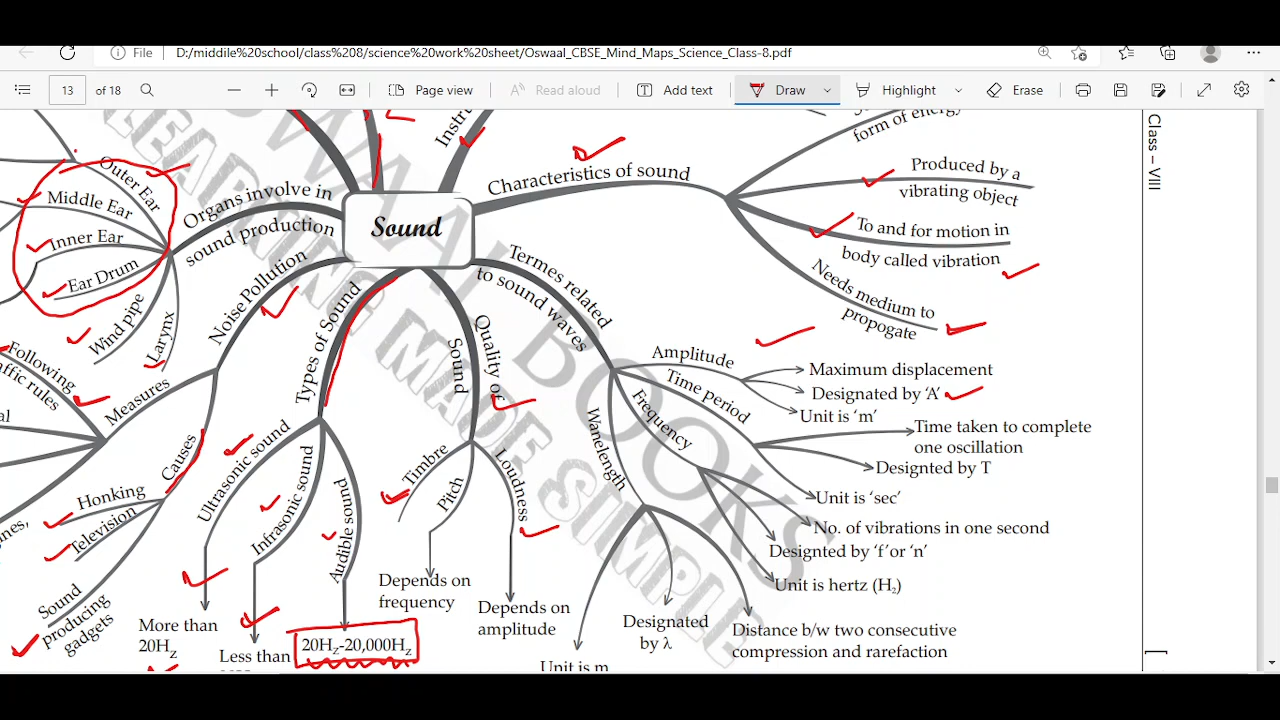 File
D:/middile%20school/class%208/science%20work%20sheet/Oswaal_CBSE_Mind_Maps_Science_Class-8.pdf
13
of 18
Page view
Read aloud
Add text
Draw
Highlight
Erase
OSWAAL BOOKS
LEARNING MADE SIMPLE
Class – VIII
Sound
Characteristics of sound
form of energy
Produced by a
vibrating object
To and for motion in
body called vibration
Needs medium to
propogate
Termes related
to sound waves
Amplitude
Maximum displacement
Designated by 'A'
Unit is 'm'
Time period
Time taken to complete
one oscillation
Designted by T
Unit is 'sec'
Frequency
No. of vibrations in one second
Designted by 'f' or 'n'
Unit is hertz (Hz)
Wanelength
Distance b/w two consecutive
compression and rarefaction
Designated
by λ
Unit is m
Quality of
Sound
Timbre
Pitch
Depends on
frequency
Loudness
Depends on
amplitude
Types of Sound
Ultrasonic sound
More than
20Hz
Infrasonic sound
Less than
Audible sound
20Hz-20,000Hz
Noise Pollution
Measures
Following
traffic rules
Causes
Honking
Television
Sound
producing
gadgets
Organs involve in
sound production
Outer Ear
Middle Ear
Inner Ear
Ear Drum
Wind pipe
Larynx